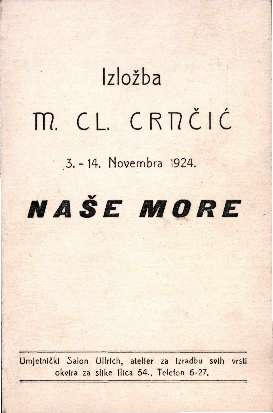 Izložba
M. CL. CRNČIĆ
3. - 14. Novembra 1924.
NAŠE MORE
Umjetnički Salon Ullrich, atelier za izradbu svih vrsti
okvira za slike Ilica 54., Telefon 6-27.